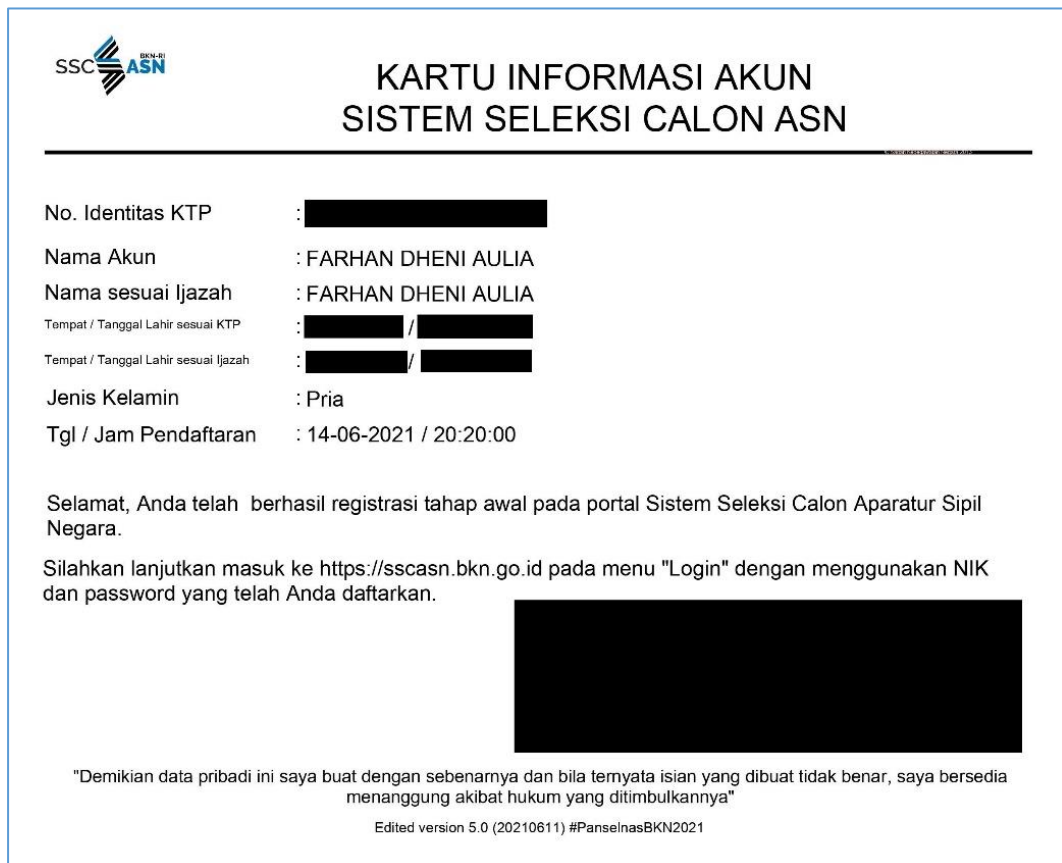 SSC ASN BKN-RI
KARTU INFORMASI AKUN
SISTEM SELEKSI CALON ASN
No. Identitas KTP :
Nama Akun : FARHAN DHENI AULIA
Nama sesuai Ijazah : FARHAN DHENI AULIA
Tempat / Tanggal Lahir sesuai KTP : /
Tempat / Tanggal Lahir sesuai Ijazah : /
Jenis Kelamin : Pria
Tgl / Jam Pendaftaran : 14-06-2021 / 20:20:00
Selamat, Anda telah berhasil registrasi tahap awal pada portal Sistem Seleksi Calon Aparatur Sipil
Negara.
Silahkan lanjutkan masuk ke https://sscasn.bkn.go.id pada menu "Login" dengan menggunakan NIK
dan password yang telah Anda daftarkan.
"Demikian data pribadi ini saya buat dengan sebenarnya dan bila ternyata isian yang dibuat tidak benar, saya bersedia
menanggung akibat hukum yang ditimbulkannya"
Edited version 5.0 (20210611) #PanselnasBKN2021